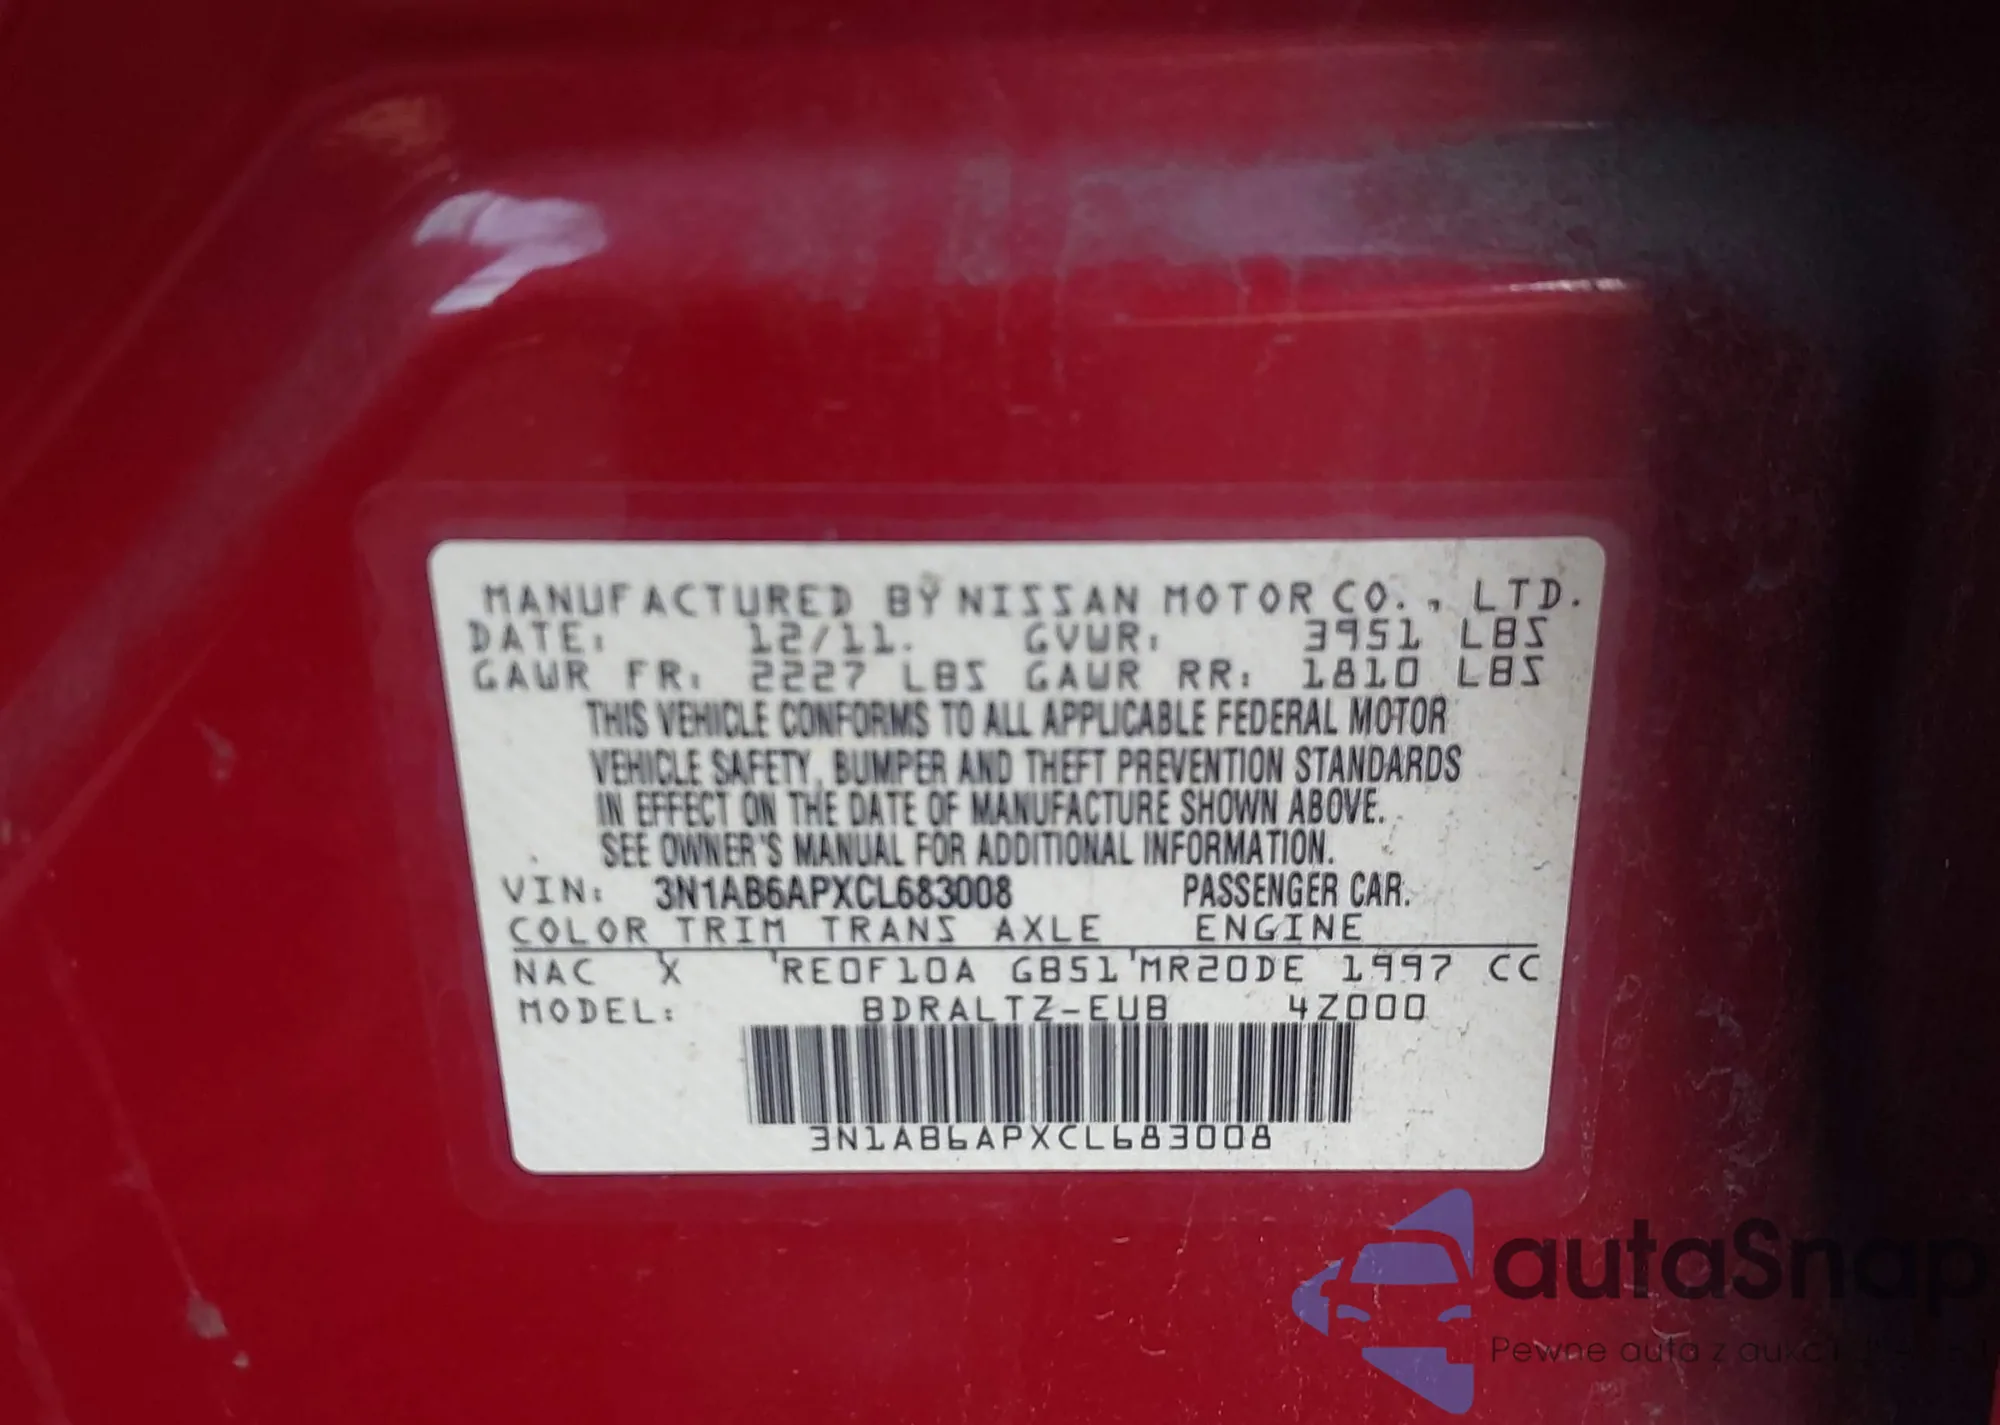 MANUFACTURED BY NISSAN MOTOR CO., LTD.
DATE: 12/11. GVWR: 3951 LBS
GAWR FR: 2227 LBS GAWR RR: 1810 LBS
THIS VEHICLE CONFORMS TO ALL APPLICABLE FEDERAL MOTOR
VEHICLE SAFETY, BUMPER AND THEFT PREVENTION STANDARDS
IN EFFECT ON THE DATE OF MANUFACTURE SHOWN ABOVE.
SEE OWNER'S MANUAL FOR ADDITIONAL INFORMATION.
VIN: 3N1AB6APXCL683008 PASSENGER CAR.
COLOR TRIM TRANS AXLE ENGINE
NAC X 'RE0F10A GB51'MR20DE 1997 CC
MODEL: BDRALTZ-EUB 4Z000
3N1AB6APXCL683008
autaSnap
Pewne auta z